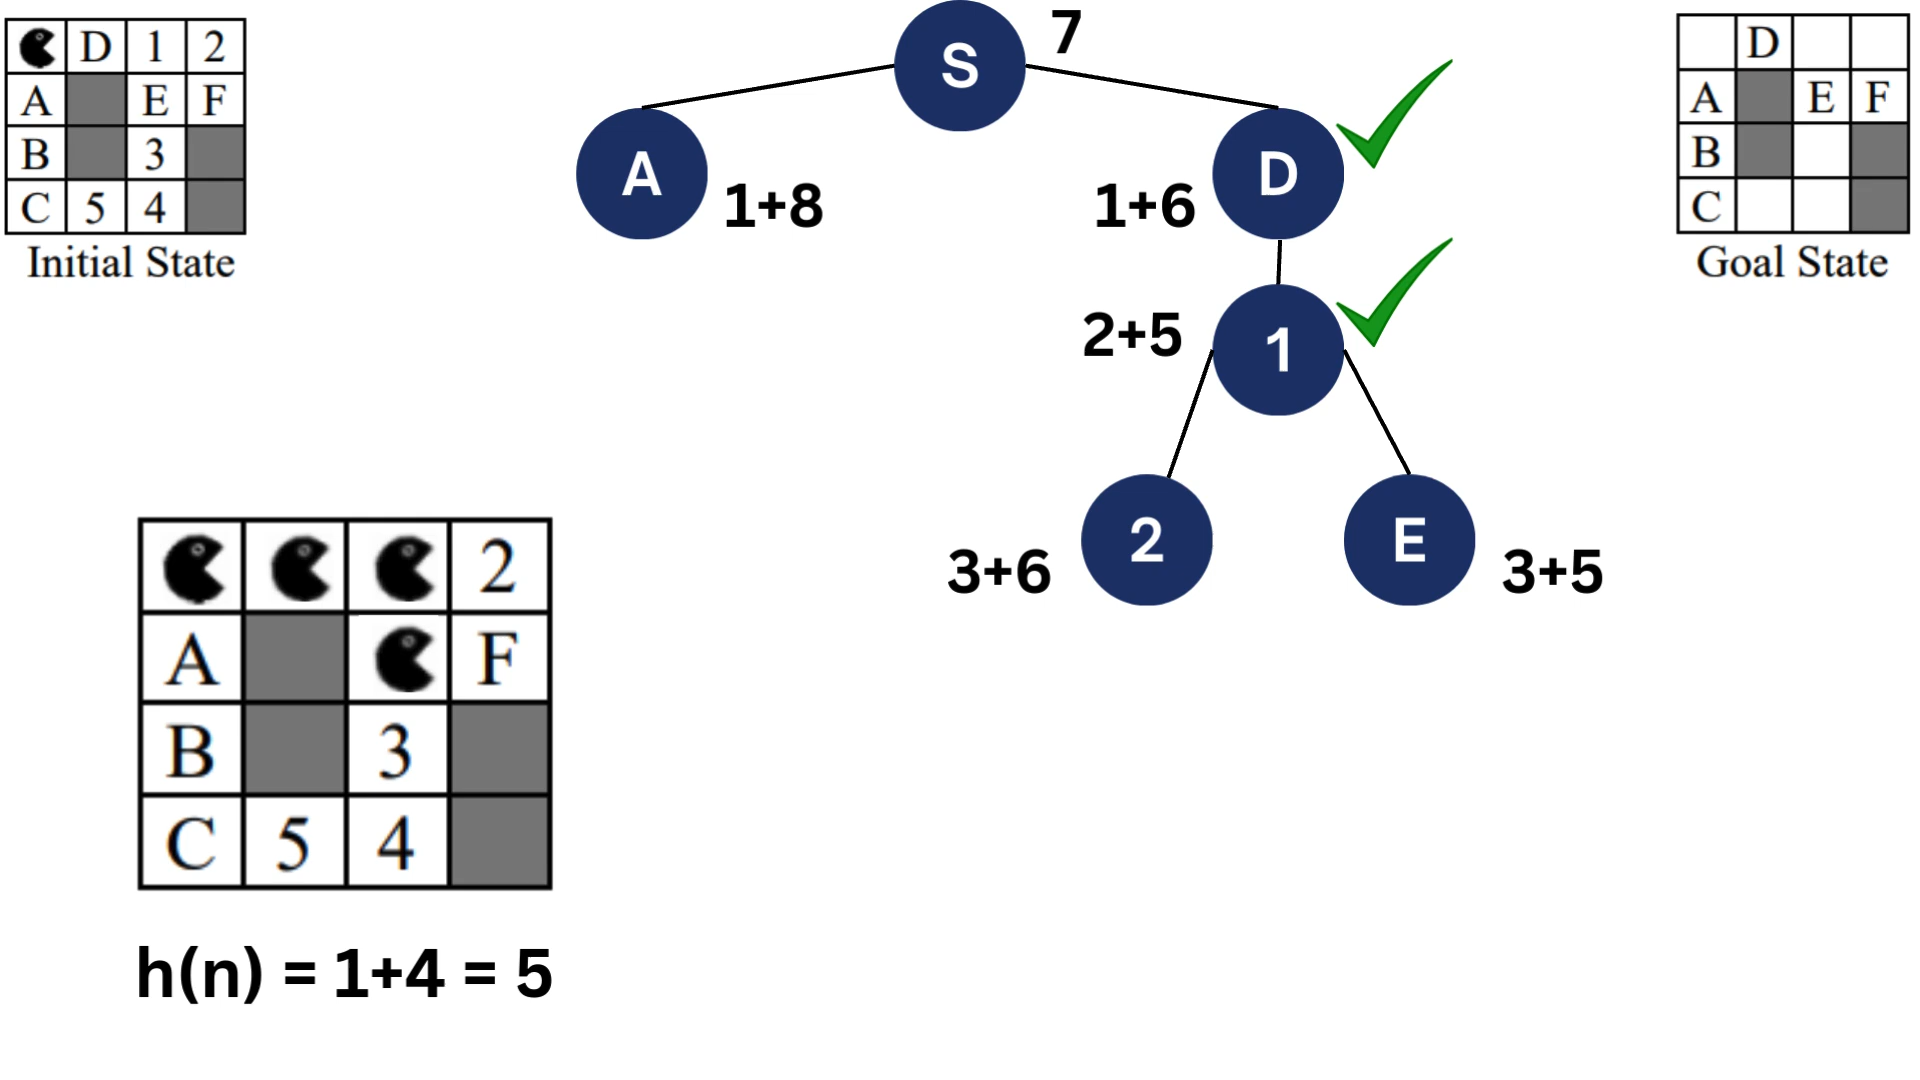 D 1 2
A E F
B 3
C 5 4
Initial State
S 7
A 1+8
1+6 D
2+5 1
3+6 2
E 3+5
D
A E F
B
C
Goal State
2
A F
B 3
C 5 4
h(n) = 1+4 = 5